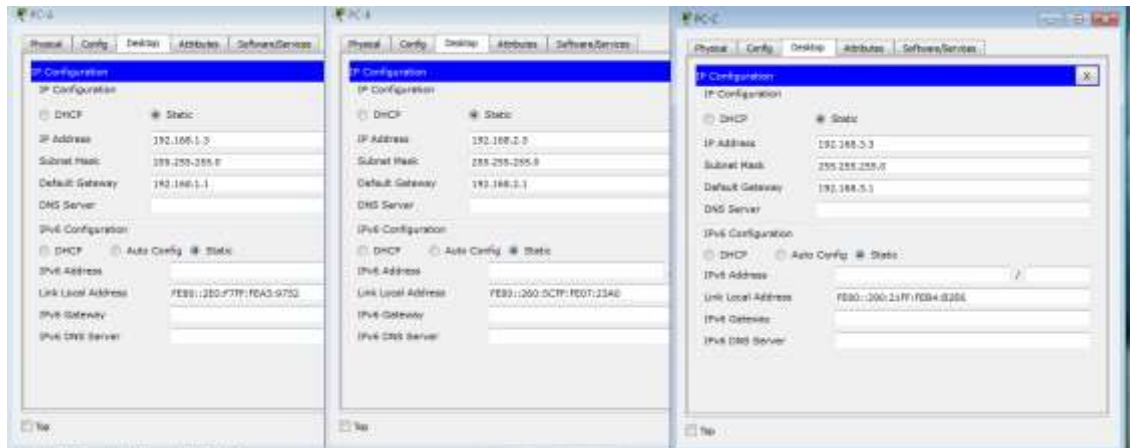 PC-A
Physical Config Desktop Attributes Software/Services
IP Configuration
IP Configuration
DHCP Static
IP Address 192.168.1.3
Subnet Mask 255.255.255.0
Default Gateway 192.168.1.1
DNS Server
IPv6 Configuration
DHCP Auto Config Static
IPv6 Address
Link Local Address
IPv6 Gateway
IPv6 DNS Server
Top
Physical Config Desktop Attributes Software/Services
IP Configuration
IP Configuration
DHCP Static
IP Address 192.168.2.3
Subnet Mask 255.255.255.0
Default Gateway 192.168.2.1
DNS Server
IPv6 Configuration
DHCP Auto Config Static
IPv6 Address
Link Local Address
IPv6 Gateway
IPv6 DNS Server
Top
PC-C
Physical Config Desktop Attributes Software/Services
IP Configuration X
IP Configuration
DHCP Static
IP Address 192.168.3.3
Subnet Mask 255.255.255.0
Default Gateway 192.168.3.1
DNS Server
IPv6 Configuration
DHCP Auto Config Static
IPv6 Address /
Link Local Address
IPv6 Gateway
IPv6 DNS Server
Top